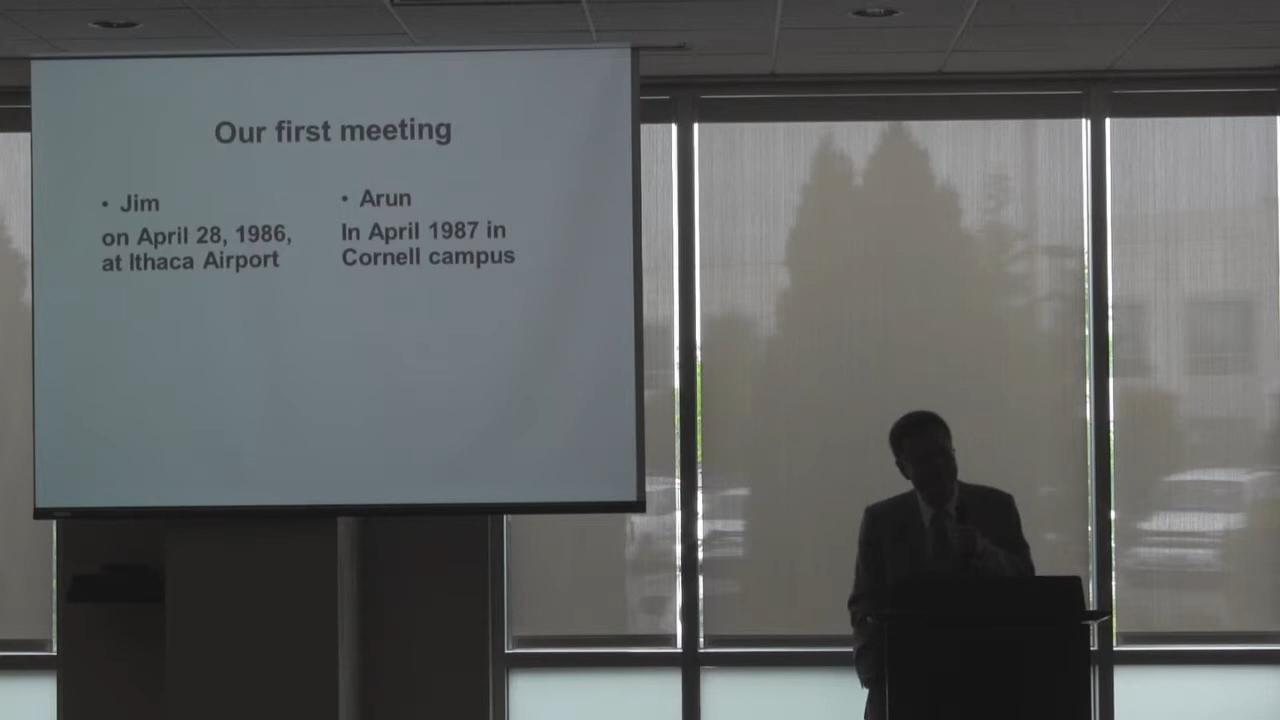 Our first meeting
• Jim
on April 28, 1986,
at Ithaca Airport
• Arun
In April 1987 in
Cornell campus